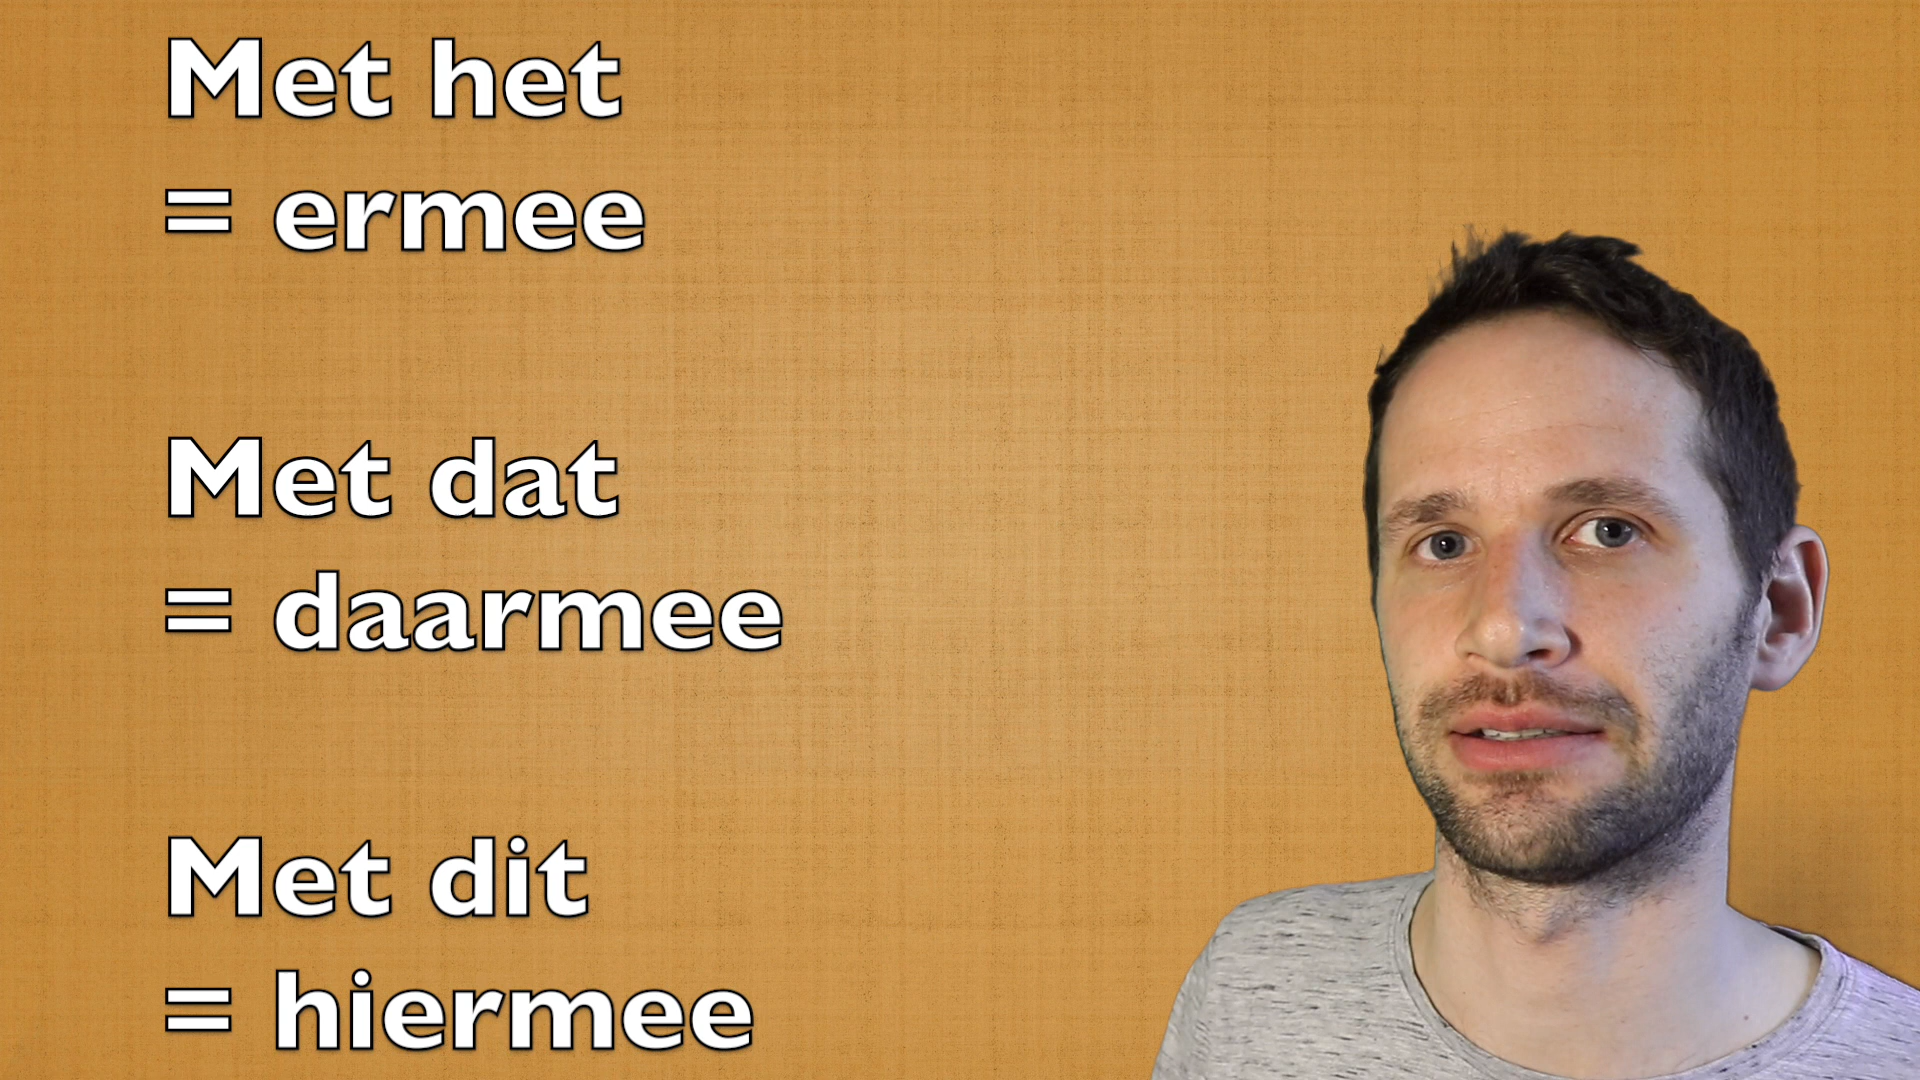 Met het
= ermee
Met dat
= daarmee
Met dit
= hiermee